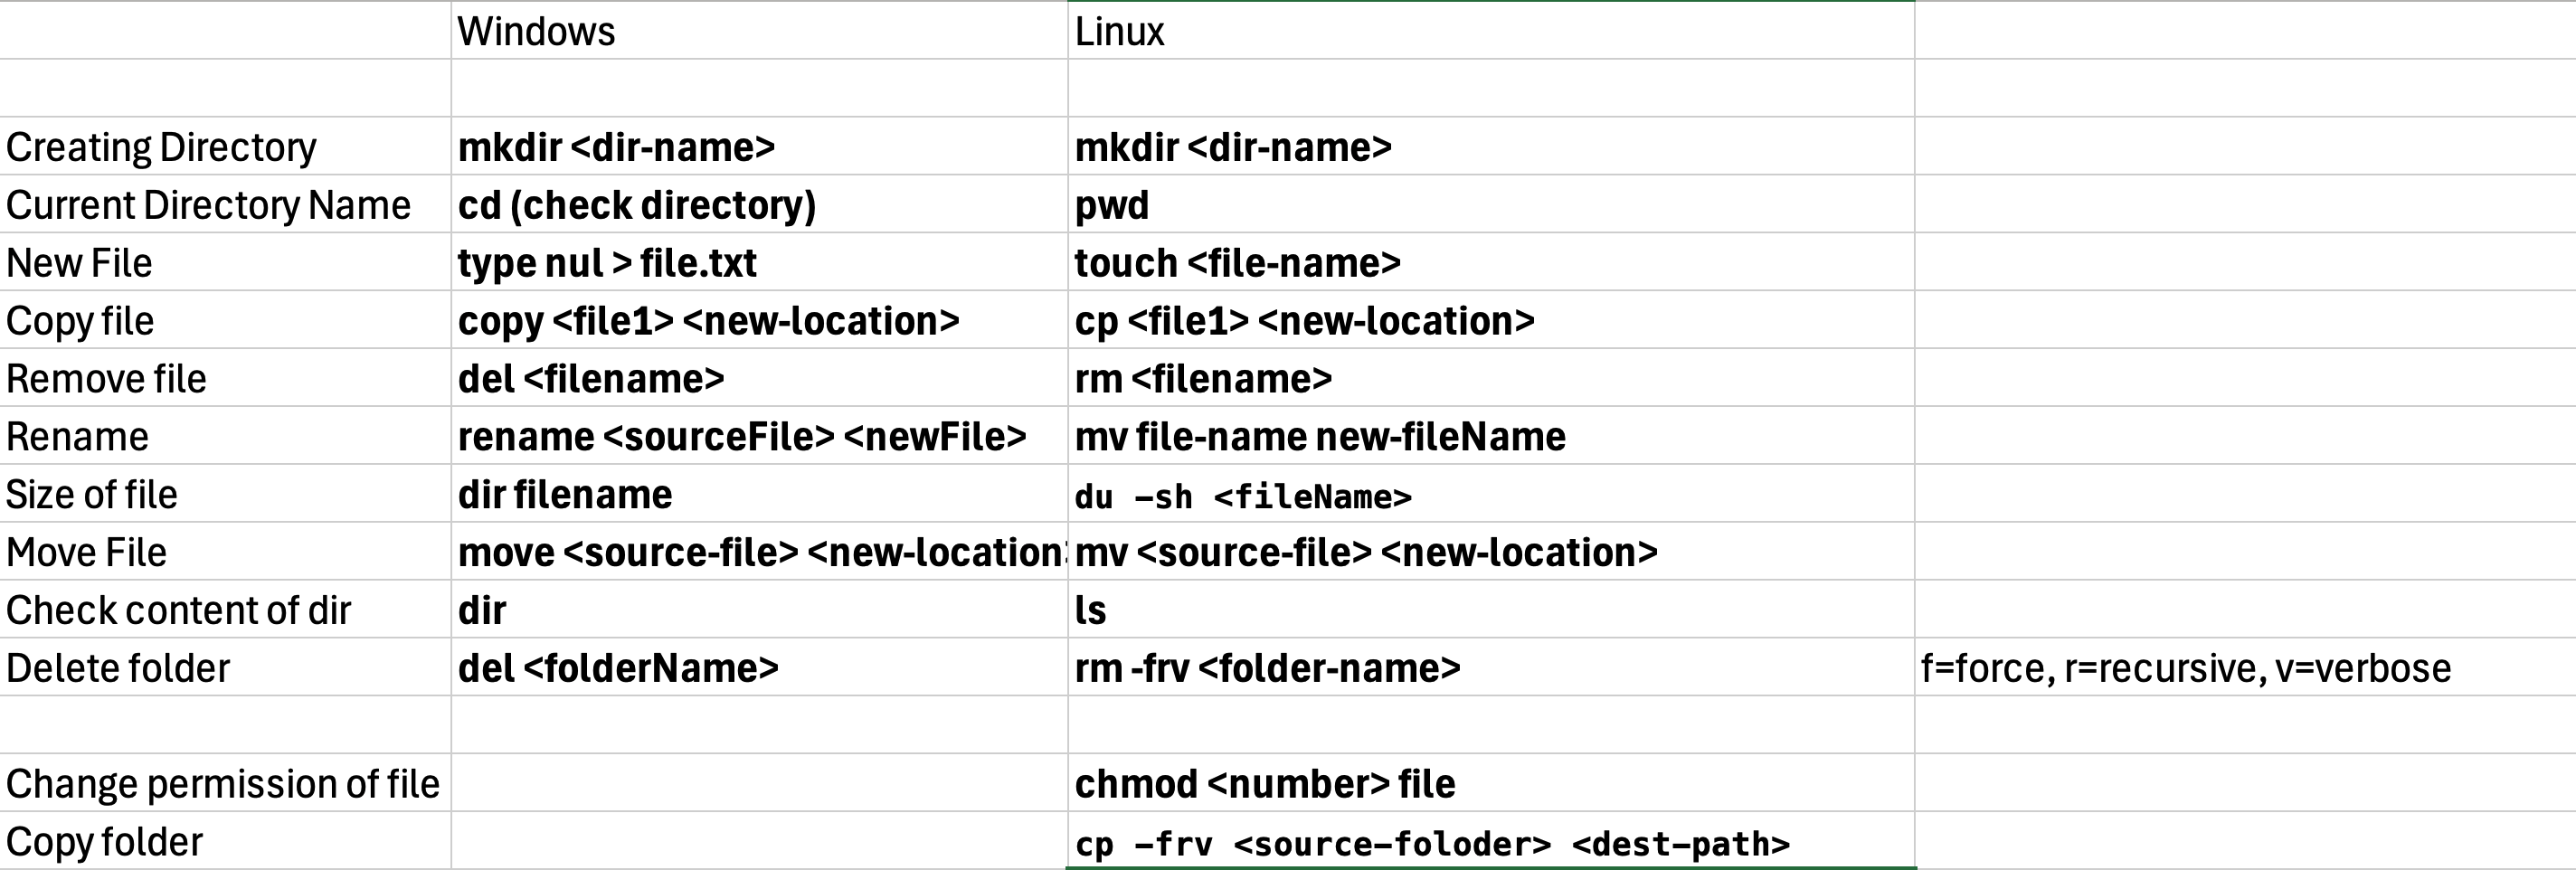 Windows Linux
Creating Directory mkdir <dir-name> mkdir <dir-name>
Current Directory Name cd (check directory) pwd
New File type nul > file.txt touch <file-name>
Copy file copy <file1> <new-location> cp <file1> <new-location>
Remove file del <filename> rm <filename>
Rename rename <sourceFile> <newFile> mv file-name new-fileName
Size of file dir filename du -sh <fileName>
Move File move <source-file> <new-location mv <source-file> <new-location>
Check content of dir dir ls
Delete folder del <folderName> rm -frv <folder-name> f=force, r=recursive, v=verbose
Change permission of file chmod <number> file
Copy folder cp -frv <source-foloder> <dest-path>